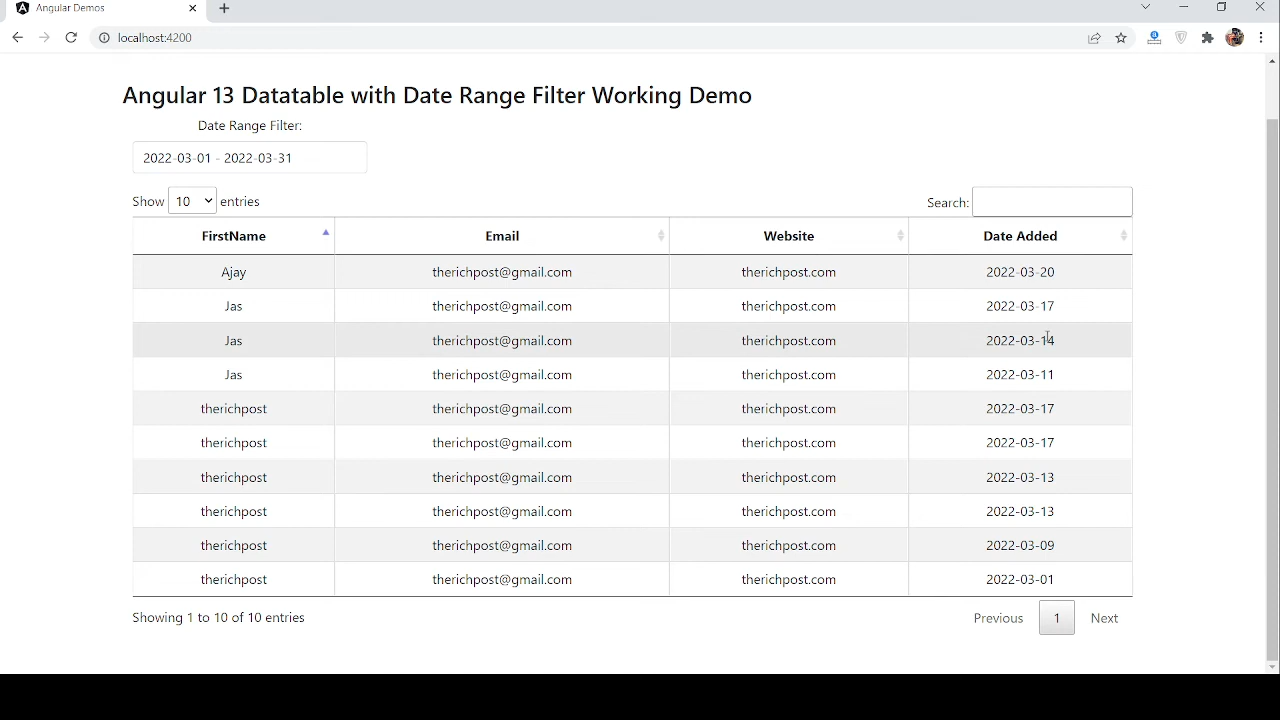 Angular Demos
localhost:4200
Angular 13 Datatable with Date Range Filter Working Demo
Date Range Filter:
2022-03-01 - 2022-03-31
Show 10 entries Search:
FirstName Email Website Date Added
Ajay therichpost@gmail.com therichpost.com 2022-03-20
Jas therichpost@gmail.com therichpost.com 2022-03-17
Jas therichpost@gmail.com therichpost.com 2022-03-14
Jas therichpost@gmail.com therichpost.com 2022-03-11
therichpost therichpost@gmail.com therichpost.com 2022-03-17
therichpost therichpost@gmail.com therichpost.com 2022-03-17
therichpost therichpost@gmail.com therichpost.com 2022-03-13
therichpost therichpost@gmail.com therichpost.com 2022-03-13
therichpost therichpost@gmail.com therichpost.com 2022-03-09
therichpost therichpost@gmail.com therichpost.com 2022-03-01
Showing 1 to 10 of 10 entries Previous 1 Next